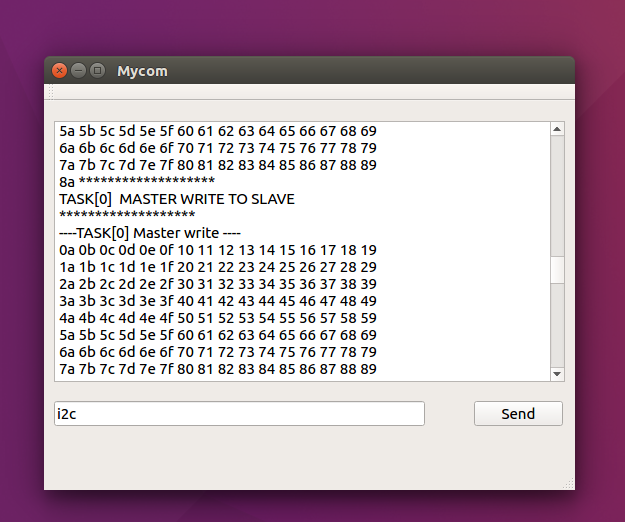 Mycom
5a 5b 5c 5d 5e 5f 60 61 62 63 64 65 66 67 68 69
6a 6b 6c 6d 6e 6f 70 71 72 73 74 75 76 77 78 79
7a 7b 7c 7d 7e 7f 80 81 82 83 84 85 86 87 88 89
8a *******************
TASK[0]  MASTER WRITE TO SLAVE
*******************
----TASK[0] Master write ----
0a 0b 0c 0d 0e 0f 10 11 12 13 14 15 16 17 18 19
1a 1b 1c 1d 1e 1f 20 21 22 23 24 25 26 27 28 29
2a 2b 2c 2d 2e 2f 30 31 32 33 34 35 36 37 38 39
3a 3b 3c 3d 3e 3f 40 41 42 43 44 45 46 47 48 49
4a 4b 4c 4d 4e 4f 50 51 52 53 54 55 56 57 58 59
5a 5b 5c 5d 5e 5f 60 61 62 63 64 65 66 67 68 69
6a 6b 6c 6d 6e 6f 70 71 72 73 74 75 76 77 78 79
7a 7b 7c 7d 7e 7f 80 81 82 83 84 85 86 87 88 89
i2c
Send